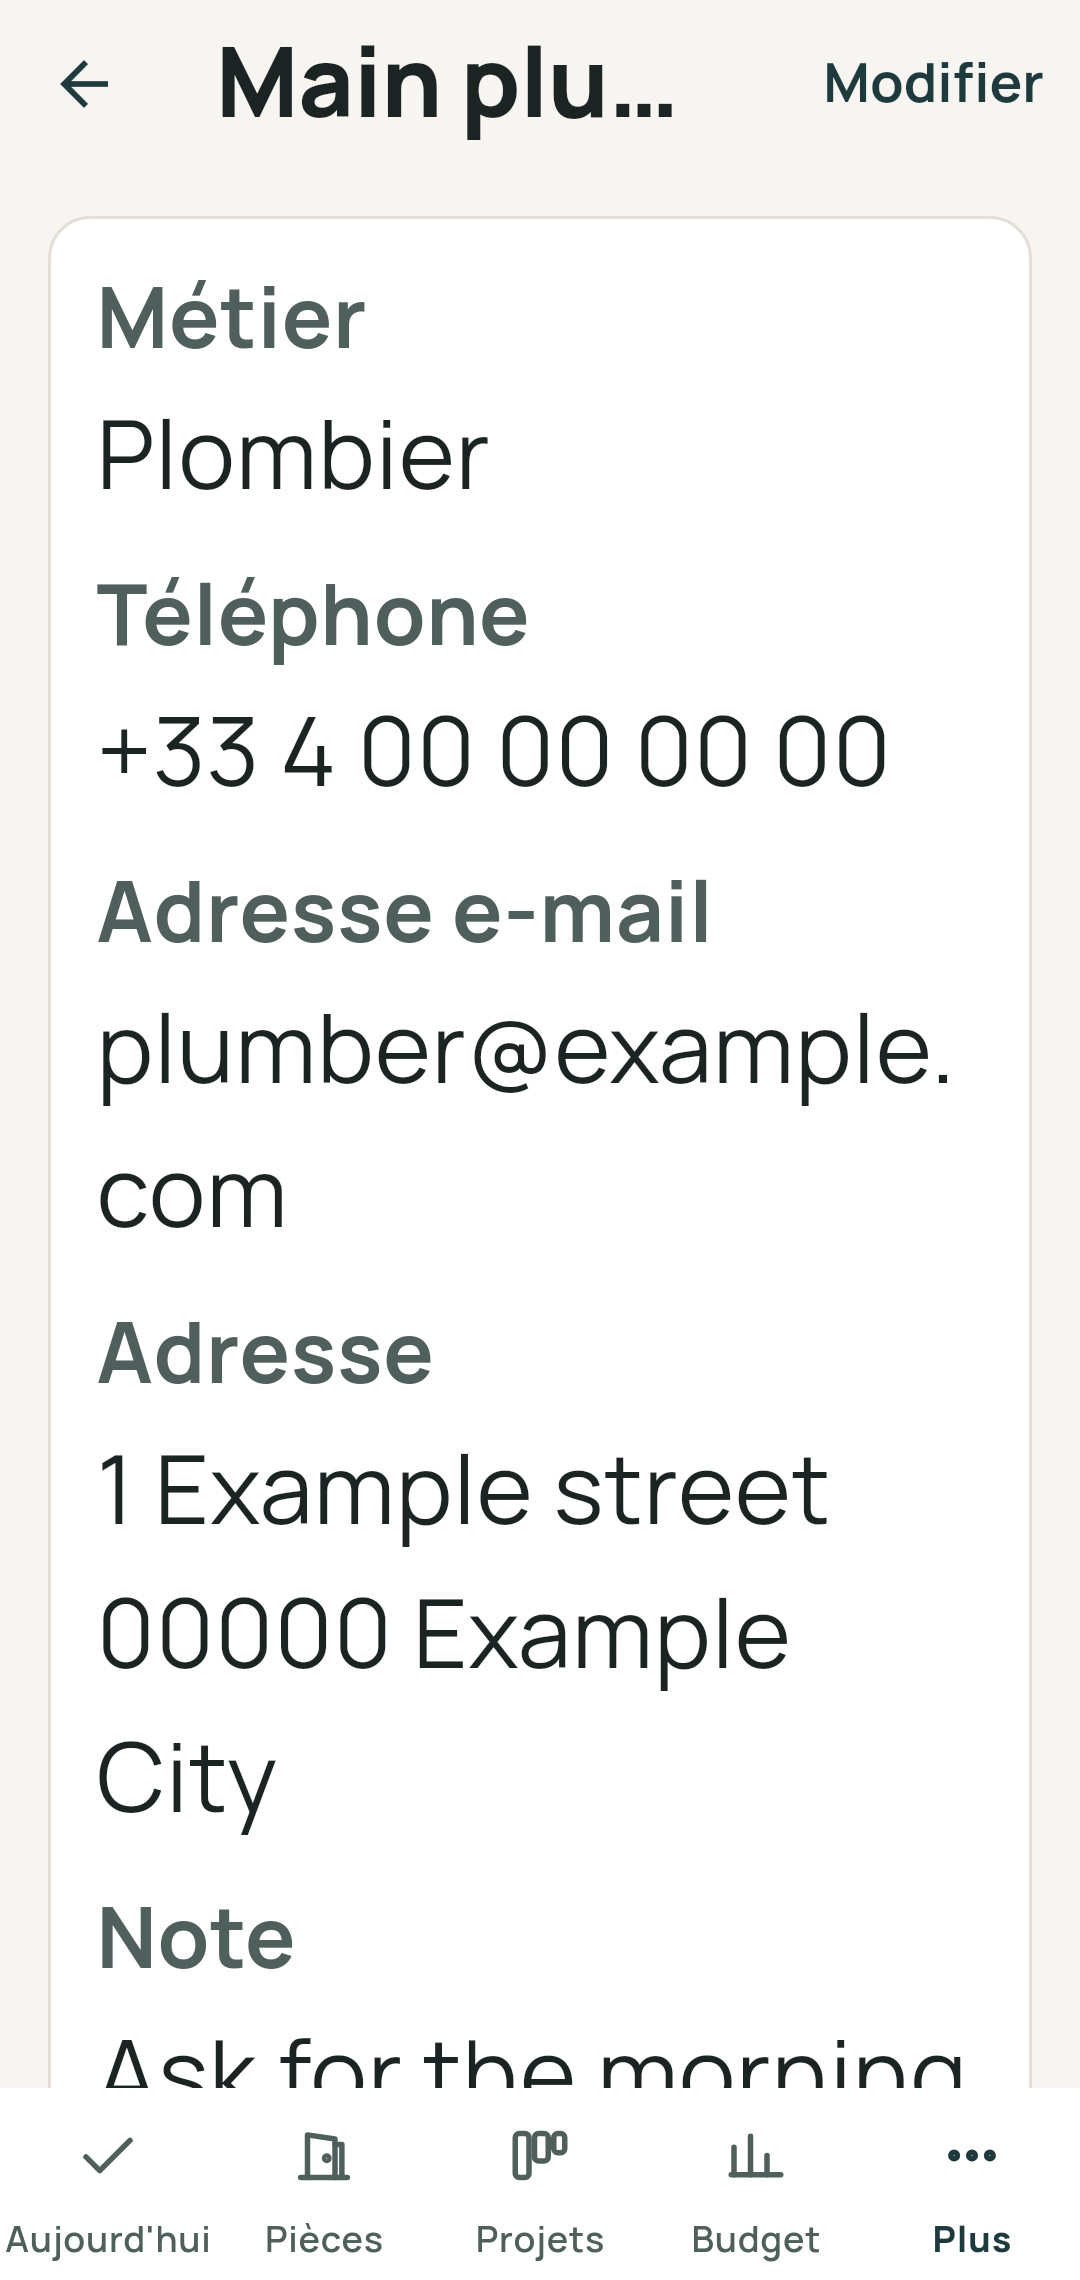 Main plu...
Modifier
Métier
Plombier
Téléphone
+33 4 00 00 00 00
Adresse e-mail
plumber@example.
com
Adresse
1 Example street
00000 Example
City
Note
Ask for the morning
Aujourd'hui
Pièces
Projets
Budget
Plus